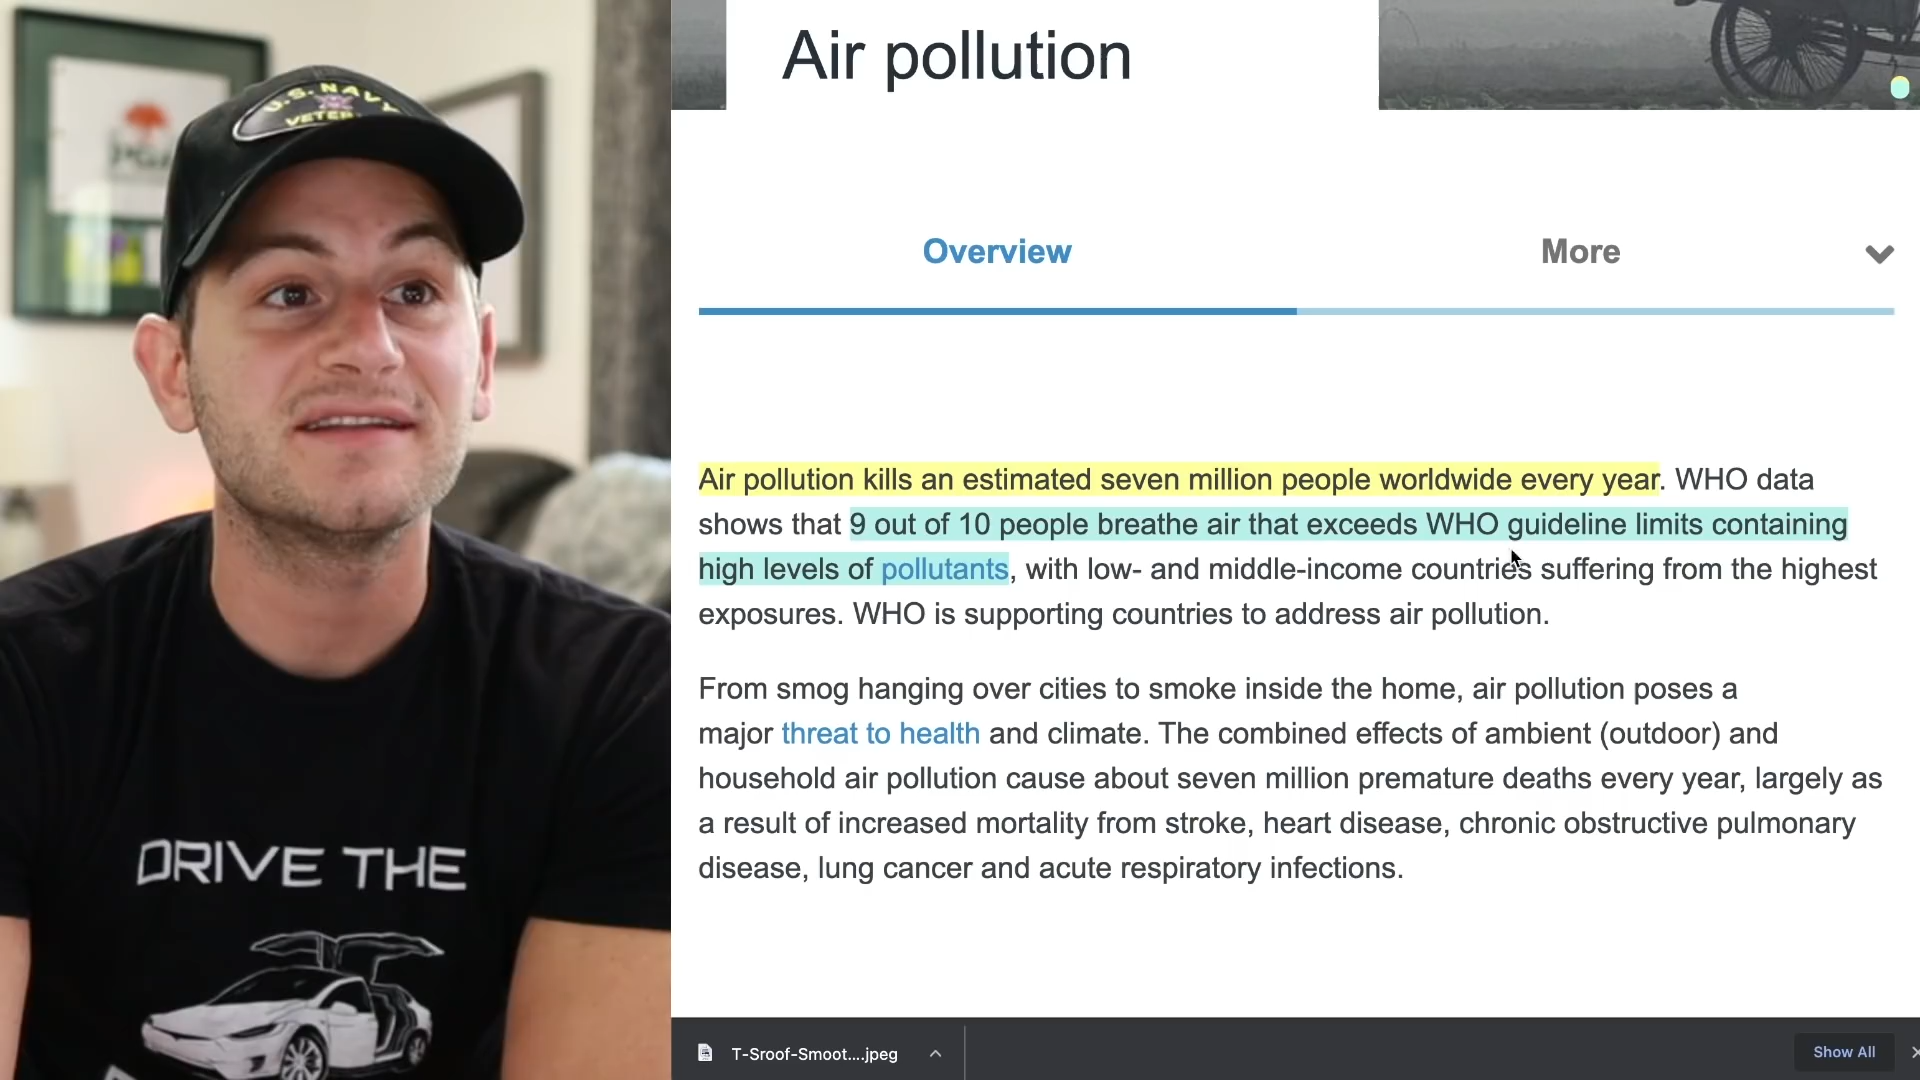 Air pollution
Overview
More
Air pollution kills an estimated seven million people worldwide every year. WHO data
shows that 9 out of 10 people breathe air that exceeds WHO guideline limits containing
high levels of pollutants, with low- and middle-income countries suffering from the highest
exposures. WHO is supporting countries to address air pollution.
From smog hanging over cities to smoke inside the home, air pollution poses a
major threat to health and climate. The combined effects of ambient (outdoor) and
household air pollution cause about seven million premature deaths every year, largely as
a result of increased mortality from stroke, heart disease, chronic obstructive pulmonary
disease, lung cancer and acute respiratory infections.
T-Sroof-Smoot....jpeg
Show All
U.S. NAVY
PGA
DRIVE THE